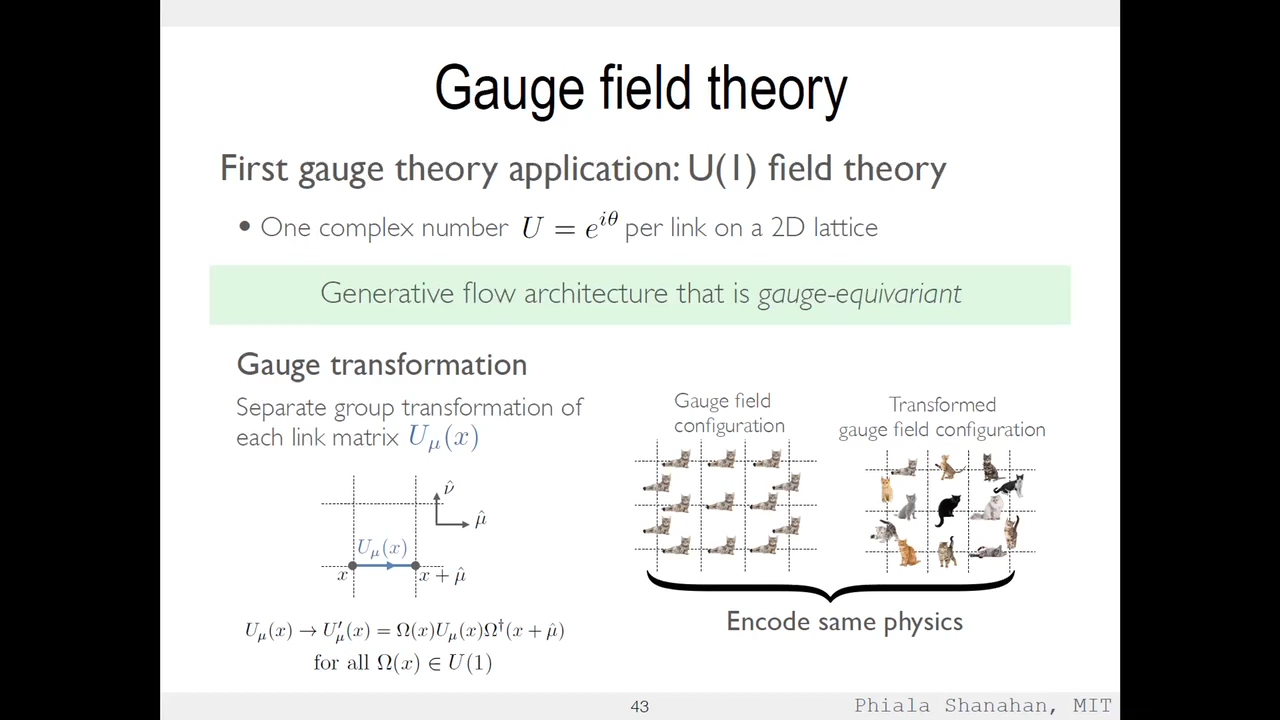 Gauge field theory
First gauge theory application: U(1) field theory
• One complex number U = e^{iθ} per link on a 2D lattice
Generative flow architecture that is gauge-equivariant
Gauge transformation
Separate group transformation of
each link matrix U_μ(x)
ν̂
μ̂
U_μ(x)
x
x + μ̂
U_μ(x) → U′_μ(x) = Ω(x)U_μ(x)Ω†(x + μ̂)
for all Ω(x) ∈ U(1)
Gauge field
configuration
Transformed
gauge field configuration
Encode same physics
43
Phiala Shanahan, MIT